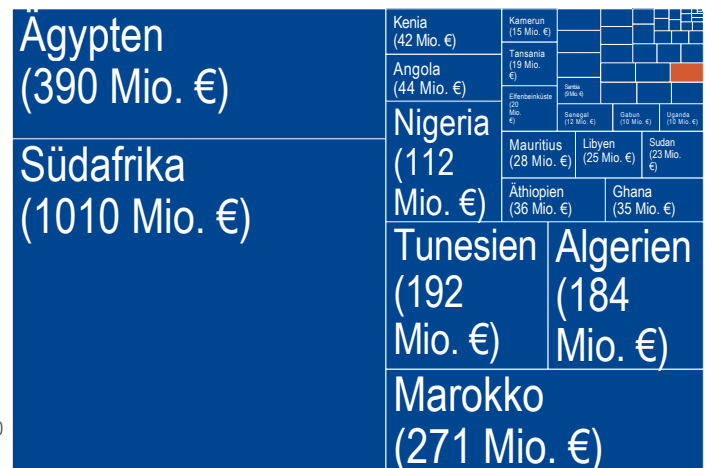 Ägypten
(390 Mio. €)
Südafrika
(1010 Mio. €)
Kenia
(42 Mio. €)
Angola
(44 Mio. €)
Nigeria
(112
Mio. €)
Kamerun
(15 Mio. €)
Tansania
(19 Mio.
€)
Elfenbeinküste
(20
Mio.
€)
Sambia
(9 Mio. €)
Senegal
(12 Mio. €)
Gabun
(10 Mio. €)
Uganda
(10 Mio. €)
Mauritius
(28 Mio. €)
Libyen
(25 Mio. €)
Sudan
(23 Mio.
€)
Äthiopien
(36 Mio. €)
Ghana
(35 Mio. €)
Tunesien
(192
Mio. €)
Algerien
(184
Mio. €)
Marokko
(271 Mio. €)